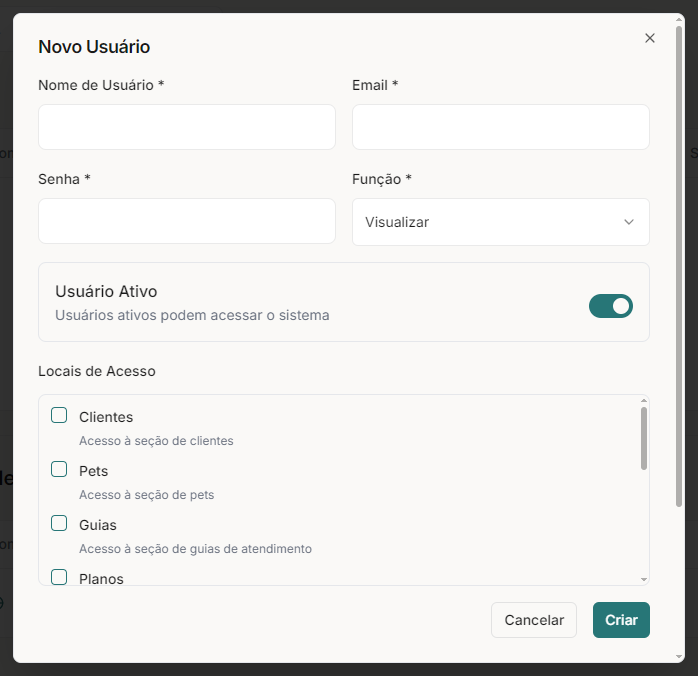 Novo Usuário
Nome de Usuário *
Email *
Senha *
Função *
Visualizar
Usuário Ativo
Usuários ativos podem acessar o sistema
Locais de Acesso
Clientes
Acesso à seção de clientes
Pets
Acesso à seção de pets
Guias
Acesso à seção de guias de atendimento
Planos
Cancelar
Criar